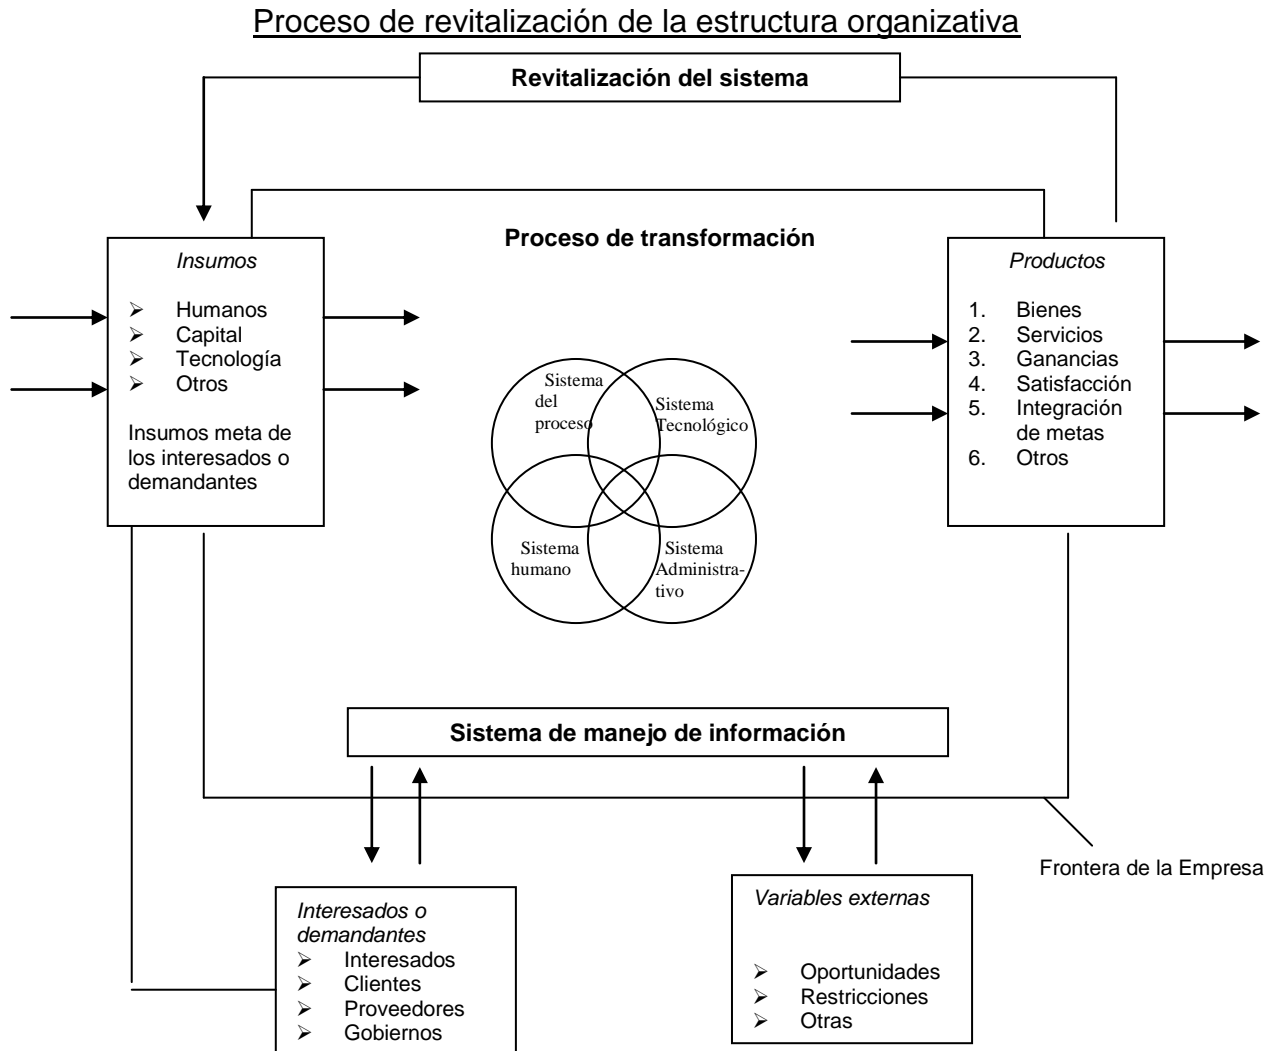 Proceso de revitalización de la estructura organizativa
Revitalización del sistema
Proceso de transformación
Insumos
➢ Humanos
➢ Capital
➢ Tecnología
➢ Otros
Insumos meta de
los interesados o
demandantes
Sistema
del
proceso
Sistema
Tecnológico
Sistema
humano
Sistema
Administra-
tivo
Productos
1. Bienes
2. Servicios
3. Ganancias
4. Satisfacción
5. Integración
de metas
6. Otros
Sistema de manejo de información
Frontera de la Empresa
Interesados o
demandantes
➢ Interesados
➢ Clientes
➢ Proveedores
➢ Gobiernos
Variables externas
➢ Oportunidades
➢ Restricciones
➢ Otras